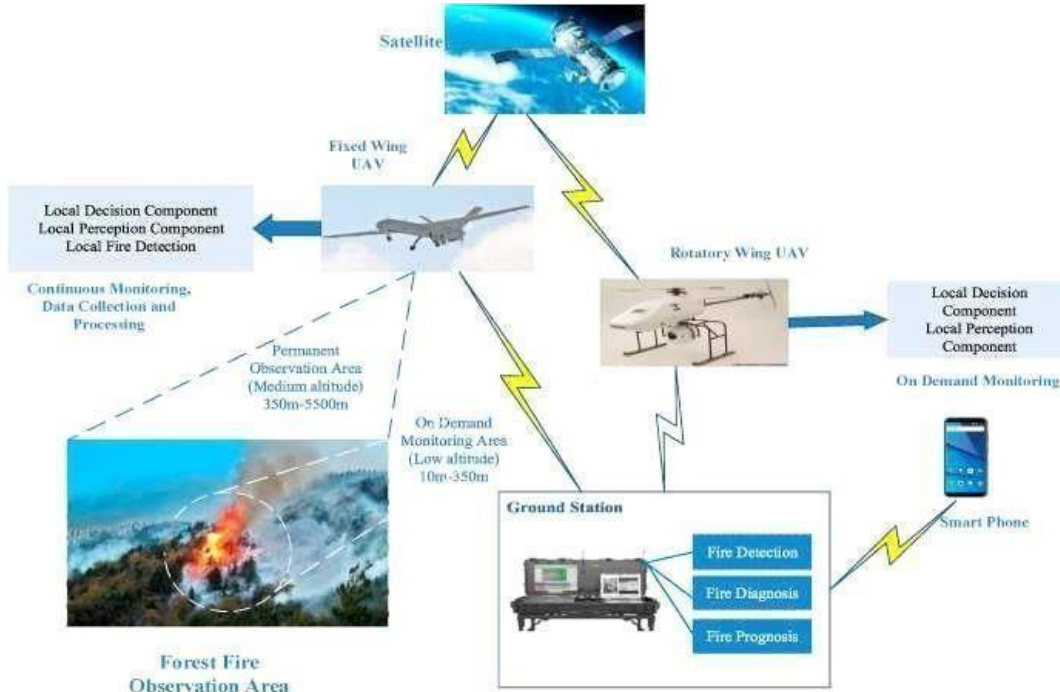 Satellite
Fixed Wing
UAV
Local Decision Component
Local Perception Component
Local Fire Detection
Continuous Monitoring,
Data Collection and
Processing
Rotatory Wing UAV
Local Decision
Component
Local Perception
Component
On Demand Monitoring
Permanent
Observation Area
(Medium altitude)
350m-5500m
On Demand
Monitoring Area
(Low altitude)
10m-350m
Ground Station
Fire Detection
Fire Diagnosis
Fire Prognosis
Smart Phone
Forest Fire
Observation Area